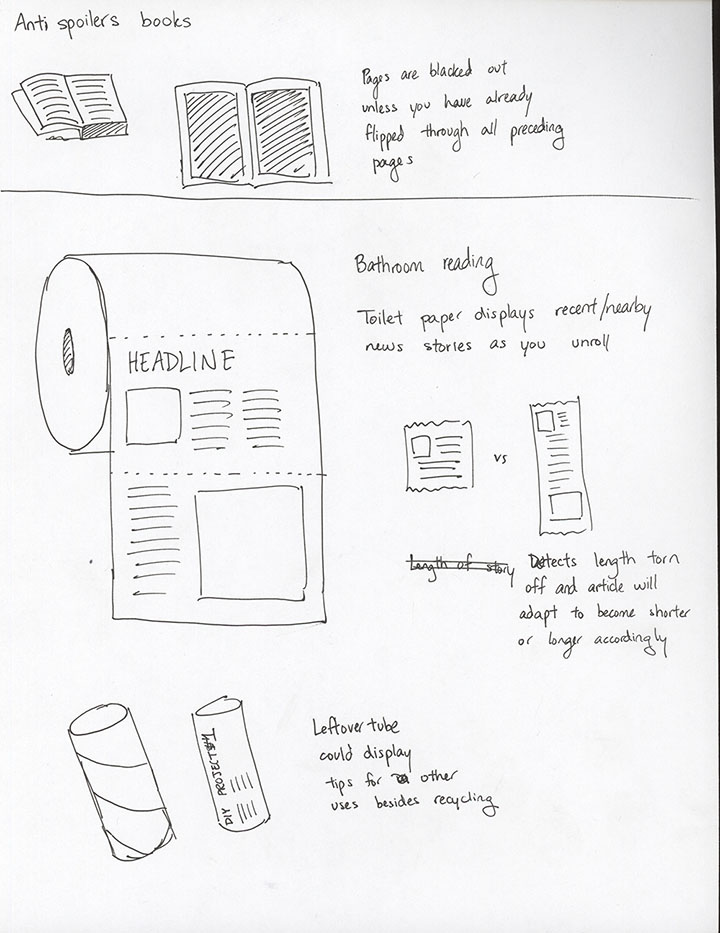 Anti spoilers books
Pages are blacked out
unless you have already
flipped through all preceding
pages
Bathroom reading
Toilet paper displays recent/nearby
news stories as you unroll
HEADLINE
vs
Length of story
Detects length torn
off and article will
adapt to become shorter
or longer accordingly
DIY PROJECT#1
Leftover tube
could display
tips for other
uses besides recycling